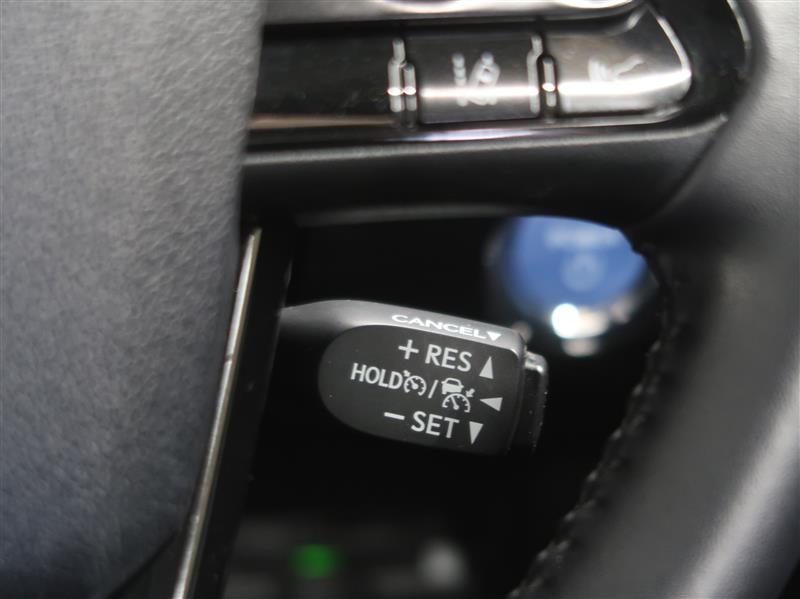 CANCEL▼
+ RES ▲
HOLD / ◀
− SET ▼